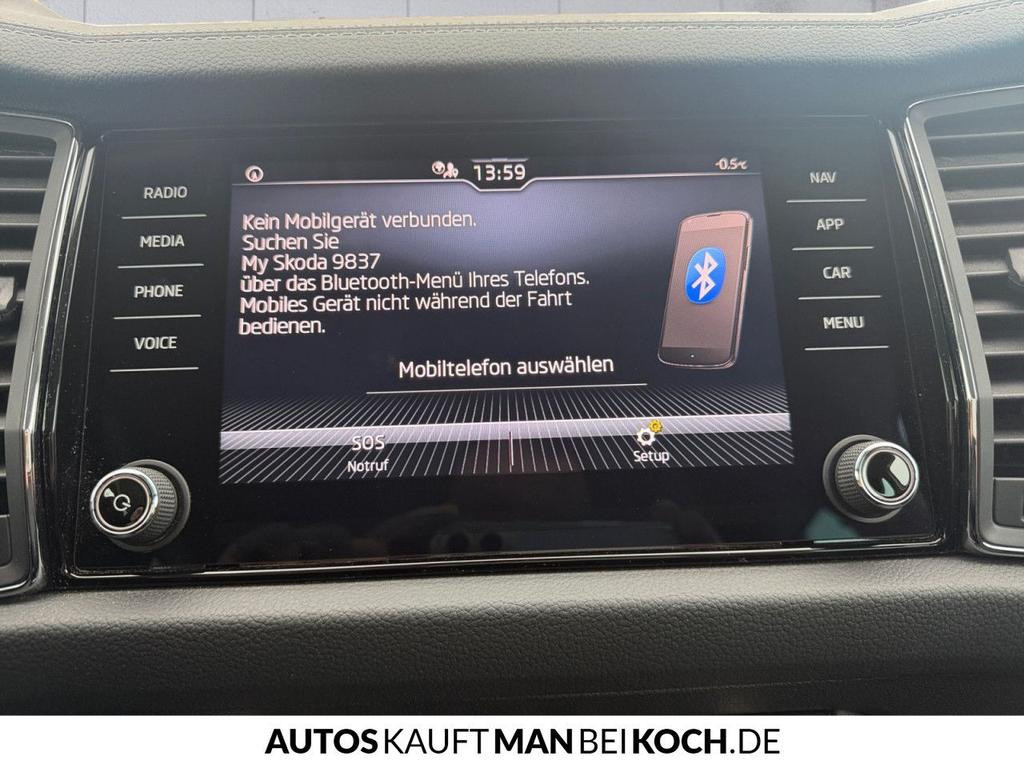 13:59
-0.5°C
RADIO
MEDIA
PHONE
VOICE
Kein Mobilgerät verbunden.
Suchen Sie
My Skoda 9837
über das Bluetooth-Menü Ihres Telefons.
Mobiles Gerät nicht während der Fahrt
bedienen.
Mobiltelefon auswählen
SOS
Notruf
Setup
NAV
APP
CAR
MENU
AUTOSKAUFTMANBEIKOCH.DE